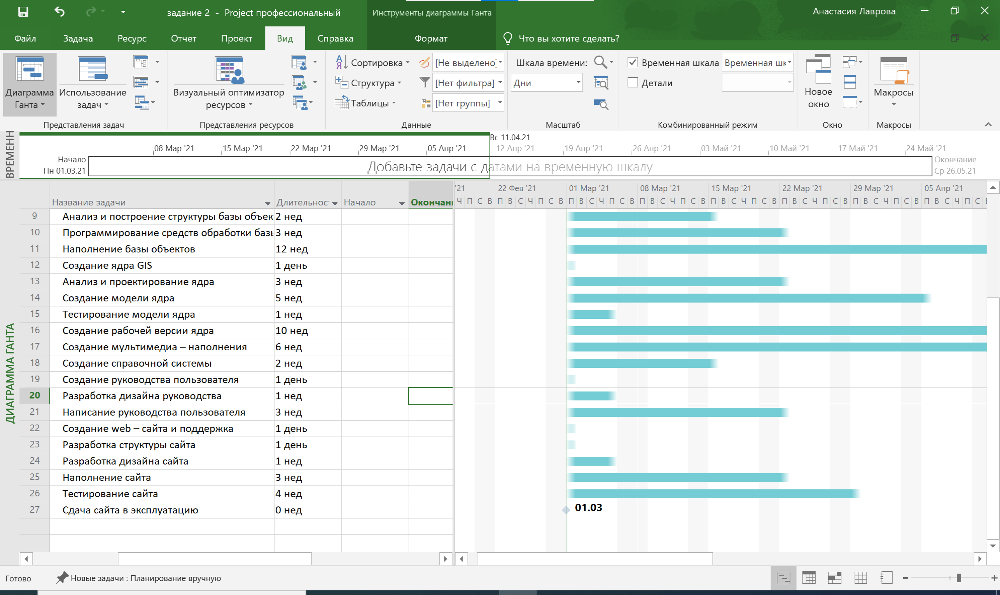 задание 2 - Project профессиональный
Инструменты диаграммы Ганта
Анастасия Лаврова
Файл Задача Ресурс Отчет Проект Вид Справка Формат Что вы хотите сделать?
Диаграмма Ганта
Использование задач
Визуальный оптимизатор ресурсов
Сортировка
Структура
Таблицы
[Не выделено]
[Нет фильтра]
[Нет группы]
Шкала времени:
Дни
Временная шкала Временная шк
Детали
Новое окно
Макросы
Представления задач Представления ресурсов Данные Масштаб Комбинированный режим Окно Макросы
ВРЕМЕНН
Вс 11.04.21
08 Мар '21 15 Мар '21 22 Мар '21 29 Мар '21 05 Апр '21 12 Апр '21 19 Апр '21 26 Апр '21 03 Май '21 10 Май '21 17 Май '21 24 Май '21
Начало
Пн 01.03.21
Добавьте задачи с датами на временную шкалу
Окончание
Ср 26.05.21
ДИАГРАММА ГАНТА
Название задачи Длительнос Начало Окончан
'21 22 Фев '21 01 Мар '21 08 Мар '21 15 Мар '21 22 Мар '21 29 Мар '21 05 Апр '21
Ч П С В П В С Ч П С В П В С Ч П С В П В С Ч П С В П В С Ч П С В П В С Ч П С В П В С Ч П С В П В С Ч П С
9 Анализ и построение структуры базы объек 2 нед
10 Программирование средств обработки базы 3 нед
11 Наполнение базы объектов 12 нед
12 Создание ядра GIS 1 день
13 Анализ и проектирование ядра 3 нед
14 Создание модели ядра 5 нед
15 Тестирование модели ядра 1 нед
16 Создание рабочей версии ядра 10 нед
17 Создание мультимедиа – наполнения 6 нед
18 Создание справочной системы 2 нед
19 Создание руководства пользователя 1 день
20 Разработка дизайна руководства 1 нед
21 Написание руководства пользователя 3 нед
22 Создание web – сайта и поддержка 1 день
23 Разработка структуры сайта 1 день
24 Разработка дизайна сайта 1 нед
25 Наполнение сайта 3 нед
26 Тестирование сайта 4 нед
27 Сдача сайта в эксплуатацию 0 нед
01.03
Готово Новые задачи : Планирование вручную